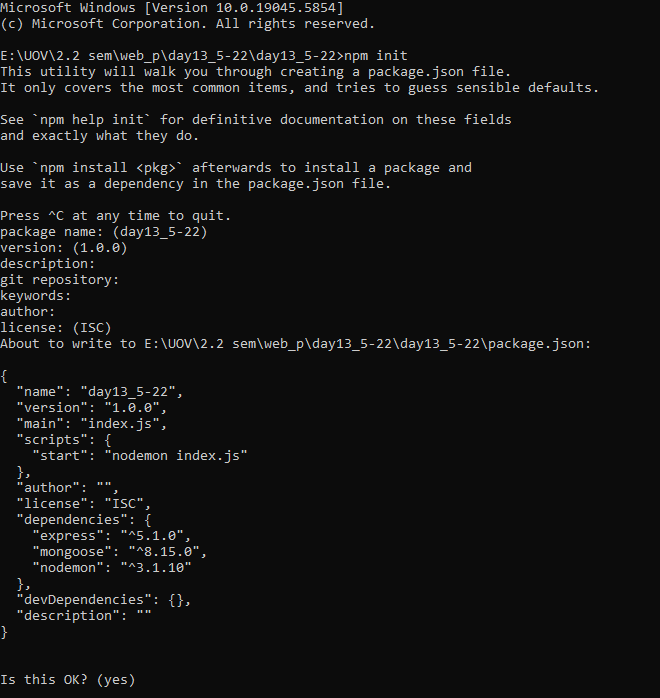 Microsoft Windows [Version 10.0.19045.5854]
(c) Microsoft Corporation. All rights reserved.

E:\UOV\2.2 sem\web_p\day13_5-22\day13_5-22>npm init
This utility will walk you through creating a package.json file.
It only covers the most common items, and tries to guess sensible defaults.

See `npm help init` for definitive documentation on these fields
and exactly what they do.

Use `npm install <pkg>` afterwards to install a package and
save it as a dependency in the package.json file.

Press ^C at any time to quit.
package name: (day13_5-22)
version: (1.0.0)
description:
git repository:
keywords:
author:
license: (ISC)
About to write to E:\UOV\2.2 sem\web_p\day13_5-22\day13_5-22\package.json:

{
  "name": "day13_5-22",
  "version": "1.0.0",
  "main": "index.js",
  "scripts": {
    "start": "nodemon index.js"
  },
  "author": "",
  "license": "ISC",
  "dependencies": {
    "express": "^5.1.0",
    "mongoose": "^8.15.0",
    "nodemon": "^3.1.10"
  },
  "devDependencies": {},
  "description": ""
}


Is this OK? (yes)